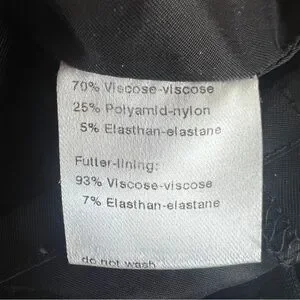 70% Viscose-viscose
25% Polyamid-nylon
5% Elasthan-elastane
Futter-lining:
93% Viscose-viscose
7% Elasthan-elastane
do not wash